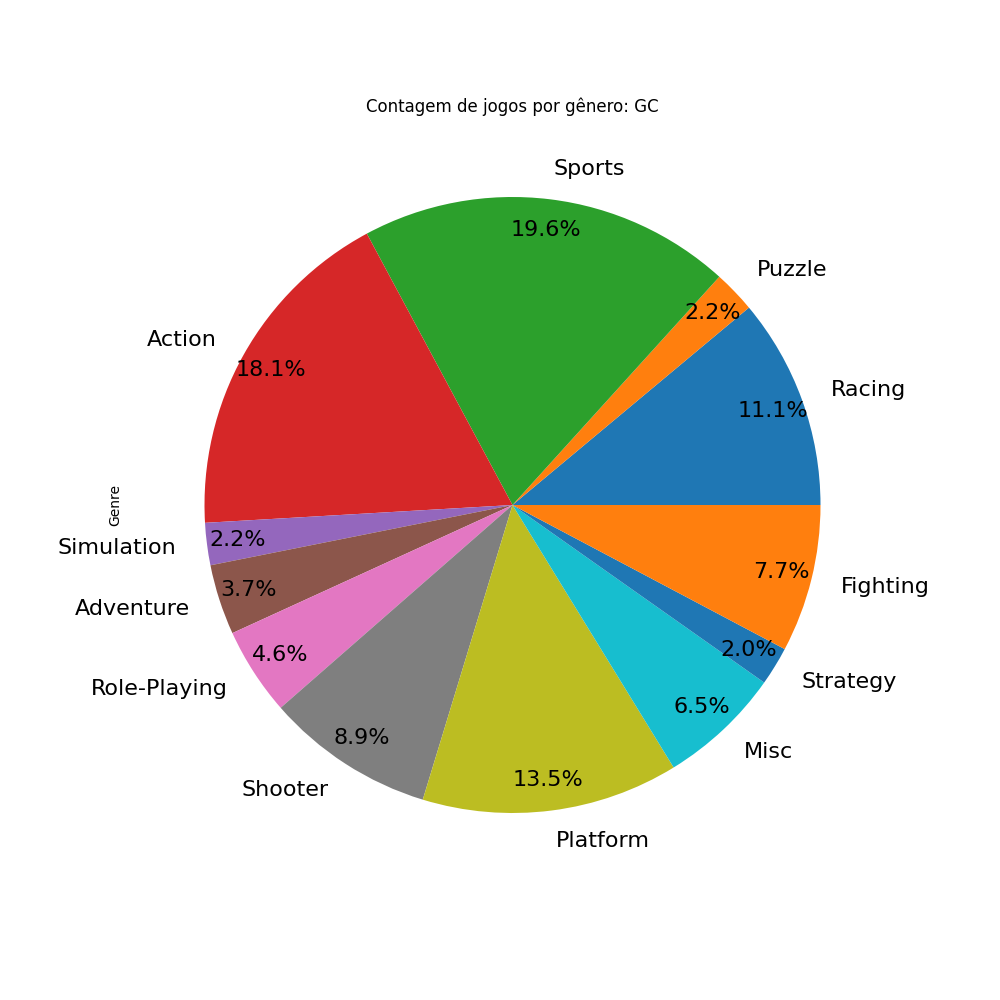 Contagem de jogos por gênero: GC
Sports
19.6%
Puzzle
2.2%
Action
18.1%
Racing
11.1%
Genre
Simulation
2.2%
Adventure
3.7%
Role-Playing
4.6%
Shooter
8.9%
Platform
13.5%
Misc
6.5%
Strategy
2.0%
Fighting
7.7%